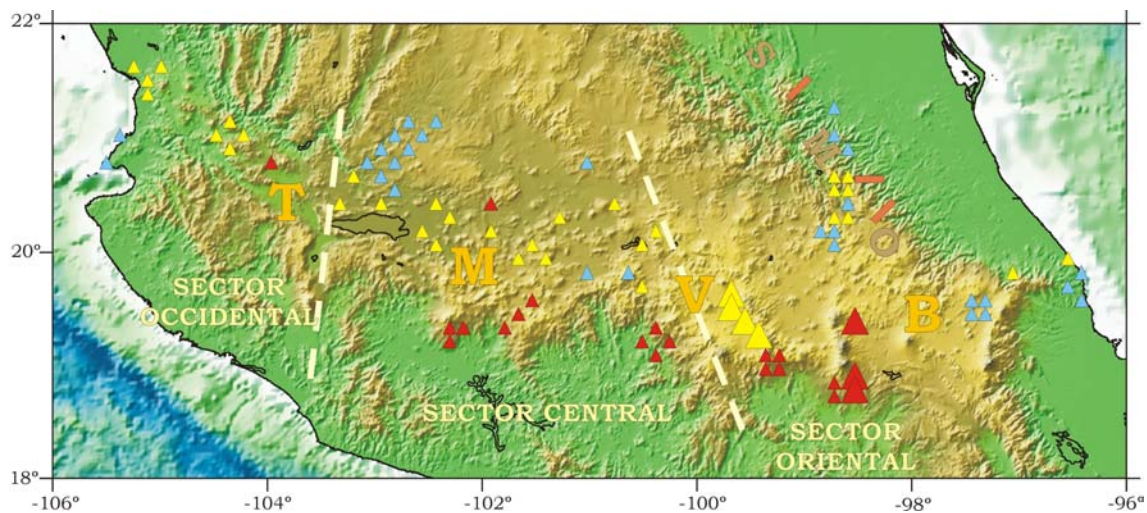 22°
20°
18°
S
M
O
T
M
V
B
SECTOR
OCCIDENTAL
SECTOR CENTRAL
SECTOR
ORIENTAL
-106° -104° -102° -100° -98° -96°